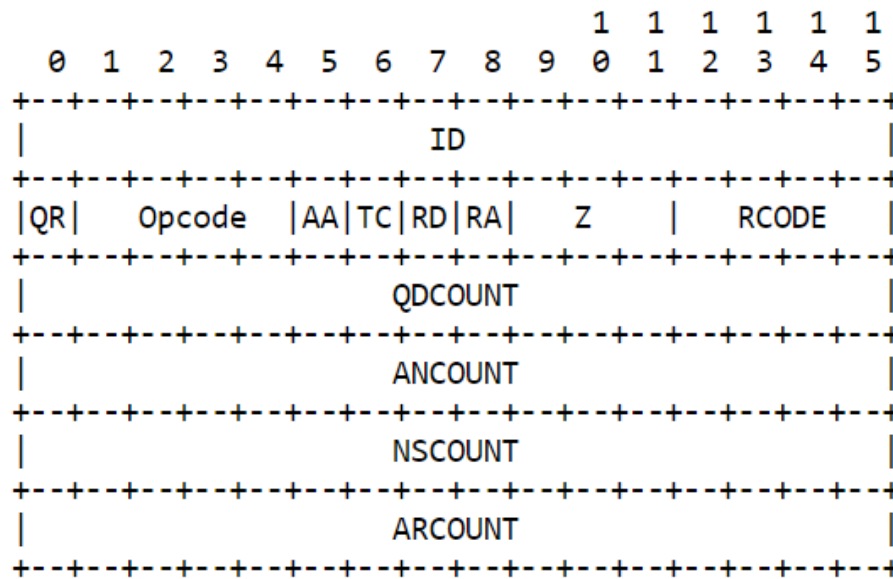 1  1  1  1  1  1
  0  1  2  3  4  5  6  7  8  9  0  1  2  3  4  5
+--+--+--+--+--+--+--+--+--+--+--+--+--+--+--+--+
|                      ID                       |
+--+--+--+--+--+--+--+--+--+--+--+--+--+--+--+--+
|QR|   Opcode  |AA|TC|RD|RA|   Z    |   RCODE   |
+--+--+--+--+--+--+--+--+--+--+--+--+--+--+--+--+
|                    QDCOUNT                    |
+--+--+--+--+--+--+--+--+--+--+--+--+--+--+--+--+
|                    ANCOUNT                    |
+--+--+--+--+--+--+--+--+--+--+--+--+--+--+--+--+
|                    NSCOUNT                    |
+--+--+--+--+--+--+--+--+--+--+--+--+--+--+--+--+
|                    ARCOUNT                    |
+--+--+--+--+--+--+--+--+--+--+--+--+--+--+--+--+